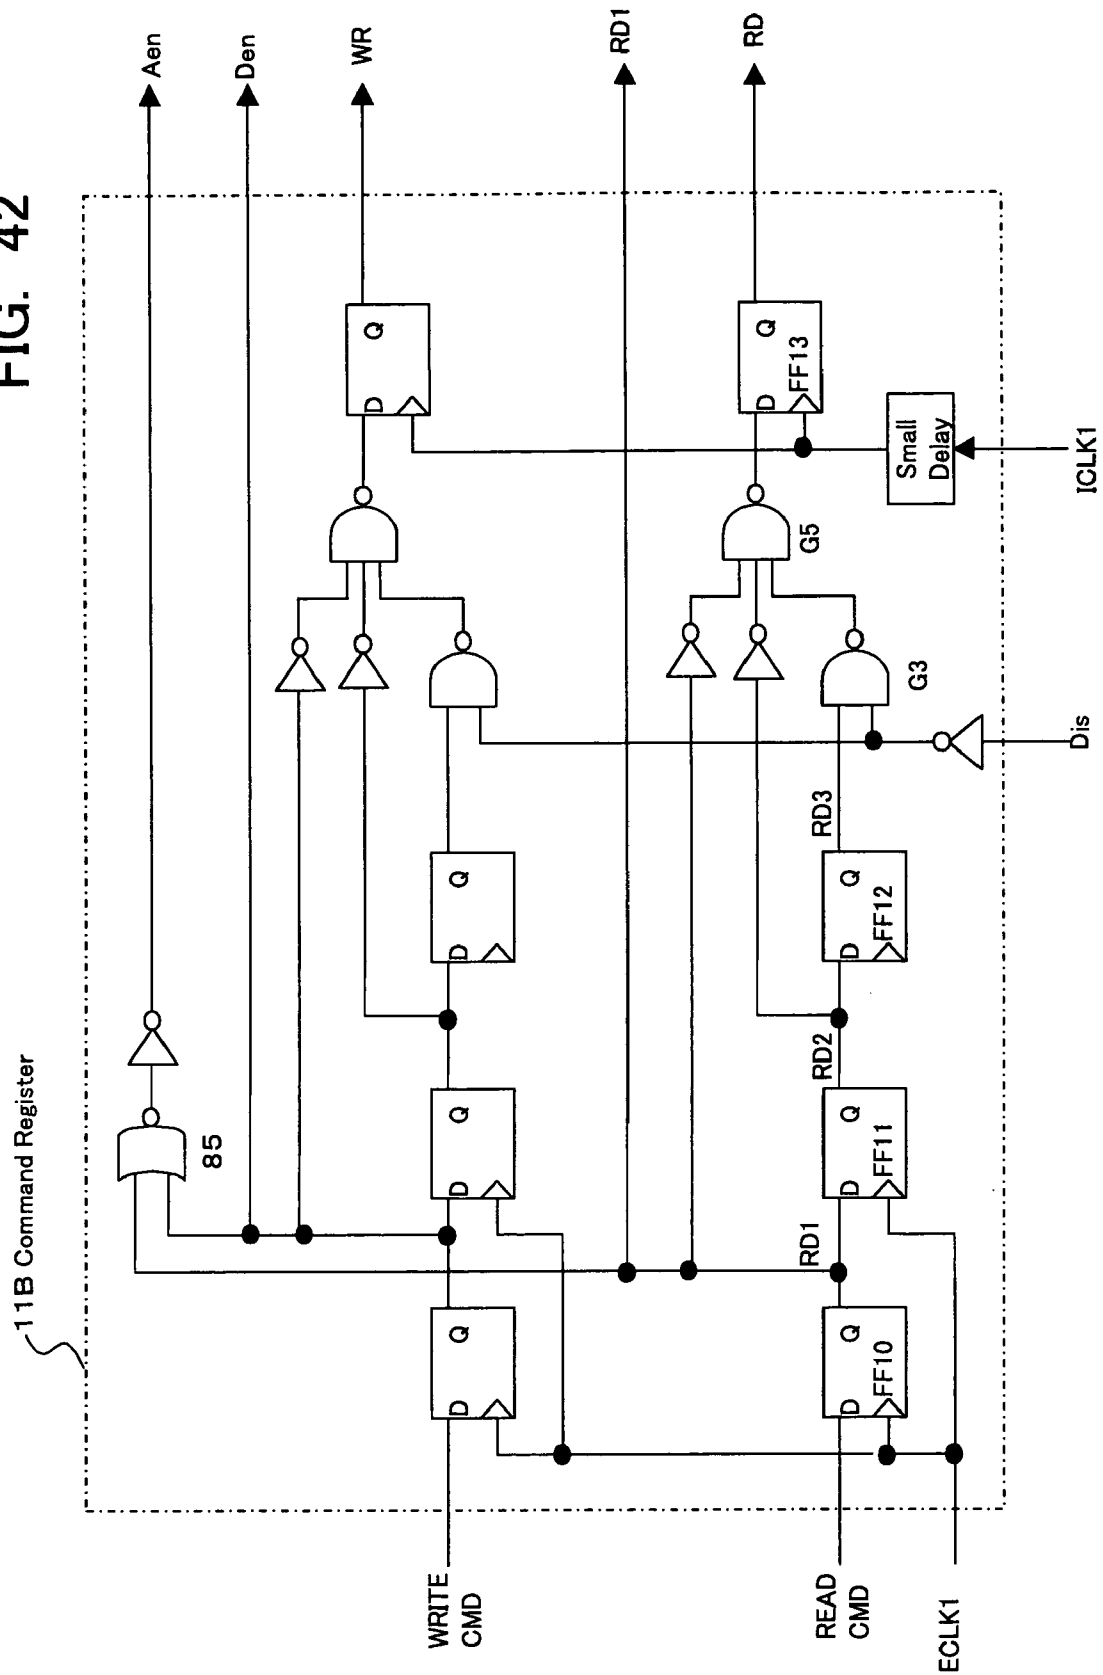 FIG. 42
11B Command Register
Aen
Den
WR
RD1
RD
85
D
Q
D
Q
D
Q
D
Q
WRITE
CMD
READ
CMD
ECLK1
D
Q
FF10
RD1
D
Q
FF11
RD2
D
Q
FF12
RD3
G3
G5
D
Q
FF13
Small
Delay
Dis
ICLK1